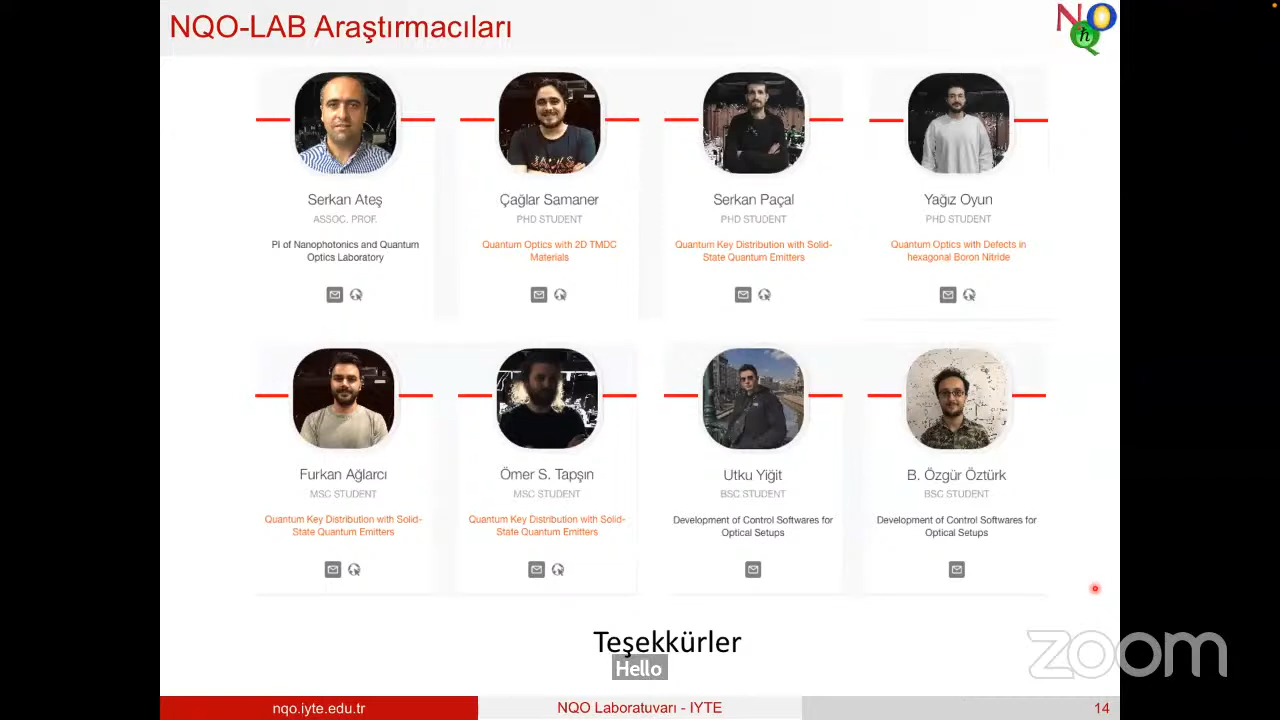 NQO-LAB Araştırmacıları
NQO
ħ
Serkan Ateş
ASSOC. PROF.
PI of Nanophotonics and Quantum
Optics Laboratory
Çağlar Samaner
PHD STUDENT
Quantum Optics with 2D TMDC
Materials
Serkan Paçal
PHD STUDENT
Quantum Key Distribution with Solid-
State Quantum Emitters
Yağız Oyun
PHD STUDENT
Quantum Optics with Defects in
hexagonal Boron Nitride
Furkan Ağlarcı
MSC STUDENT
Quantum Key Distribution with Solid-
State Quantum Emitters
Ömer S. Tapşın
MSC STUDENT
Quantum Key Distribution with Solid-
State Quantum Emitters
Utku Yiğit
BSC STUDENT
Development of Control Softwares for
Optical Setups
B. Özgür Öztürk
BSC STUDENT
Development of Control Softwares for
Optical Setups
Teşekkürler
Hello
zoom
nqo.iyte.edu.tr
NQO Laboratuvarı - IYTE
14